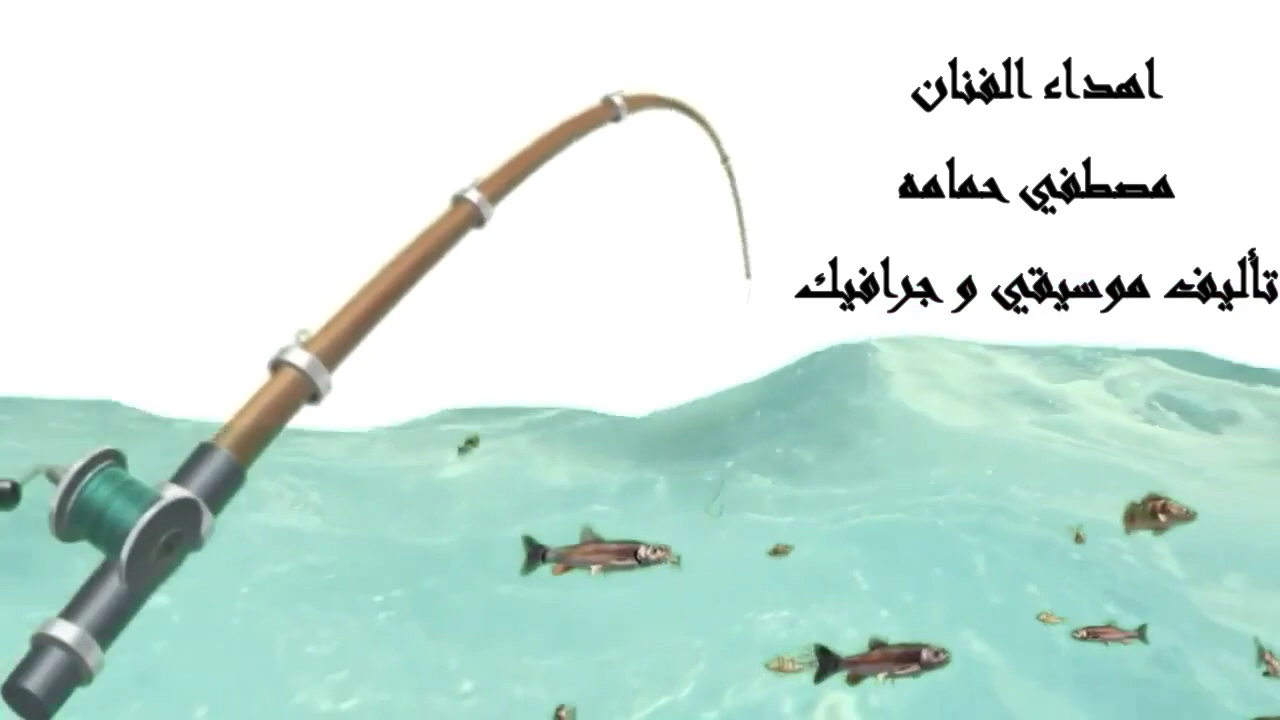 اهداء الفنان
مصطفي حمامه
تأليف موسيقي و جرافيك